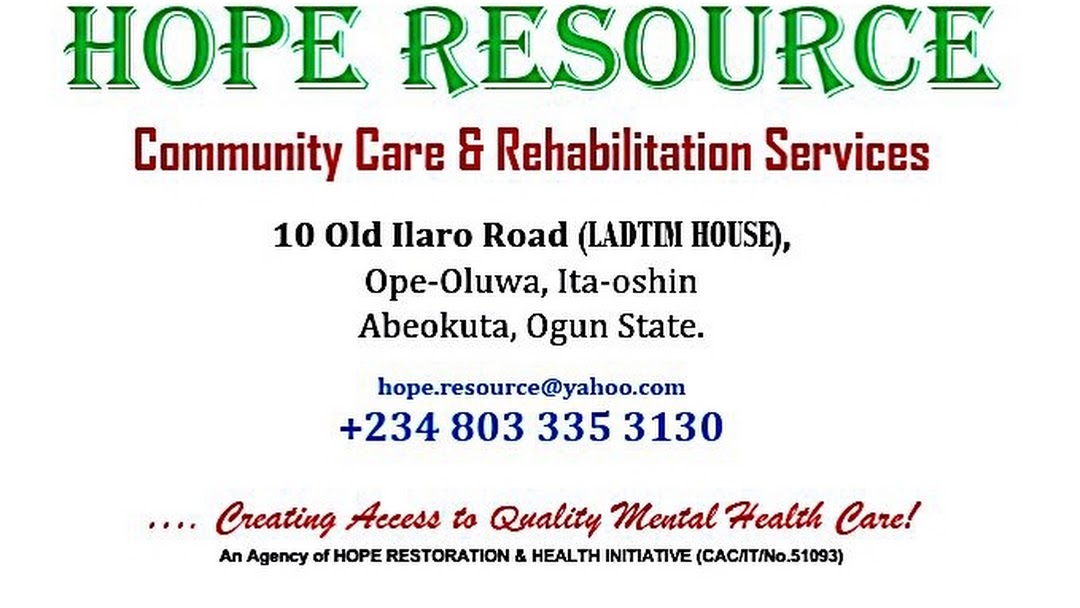 HOPE RESOURCE
Community Care & Rehabilitation Services
10 Old Ilaro Road (LADTIM HOUSE),
Ope-Oluwa, Ita-oshin
Abeokuta, Ogun State.
hope.resource@yahoo.com
+234 803 335 3130
.... Creating Access to Quality Mental Health Care!
An Agency of HOPE RESTORATION & HEALTH INITIATIVE (CAC/IT/No.51093)